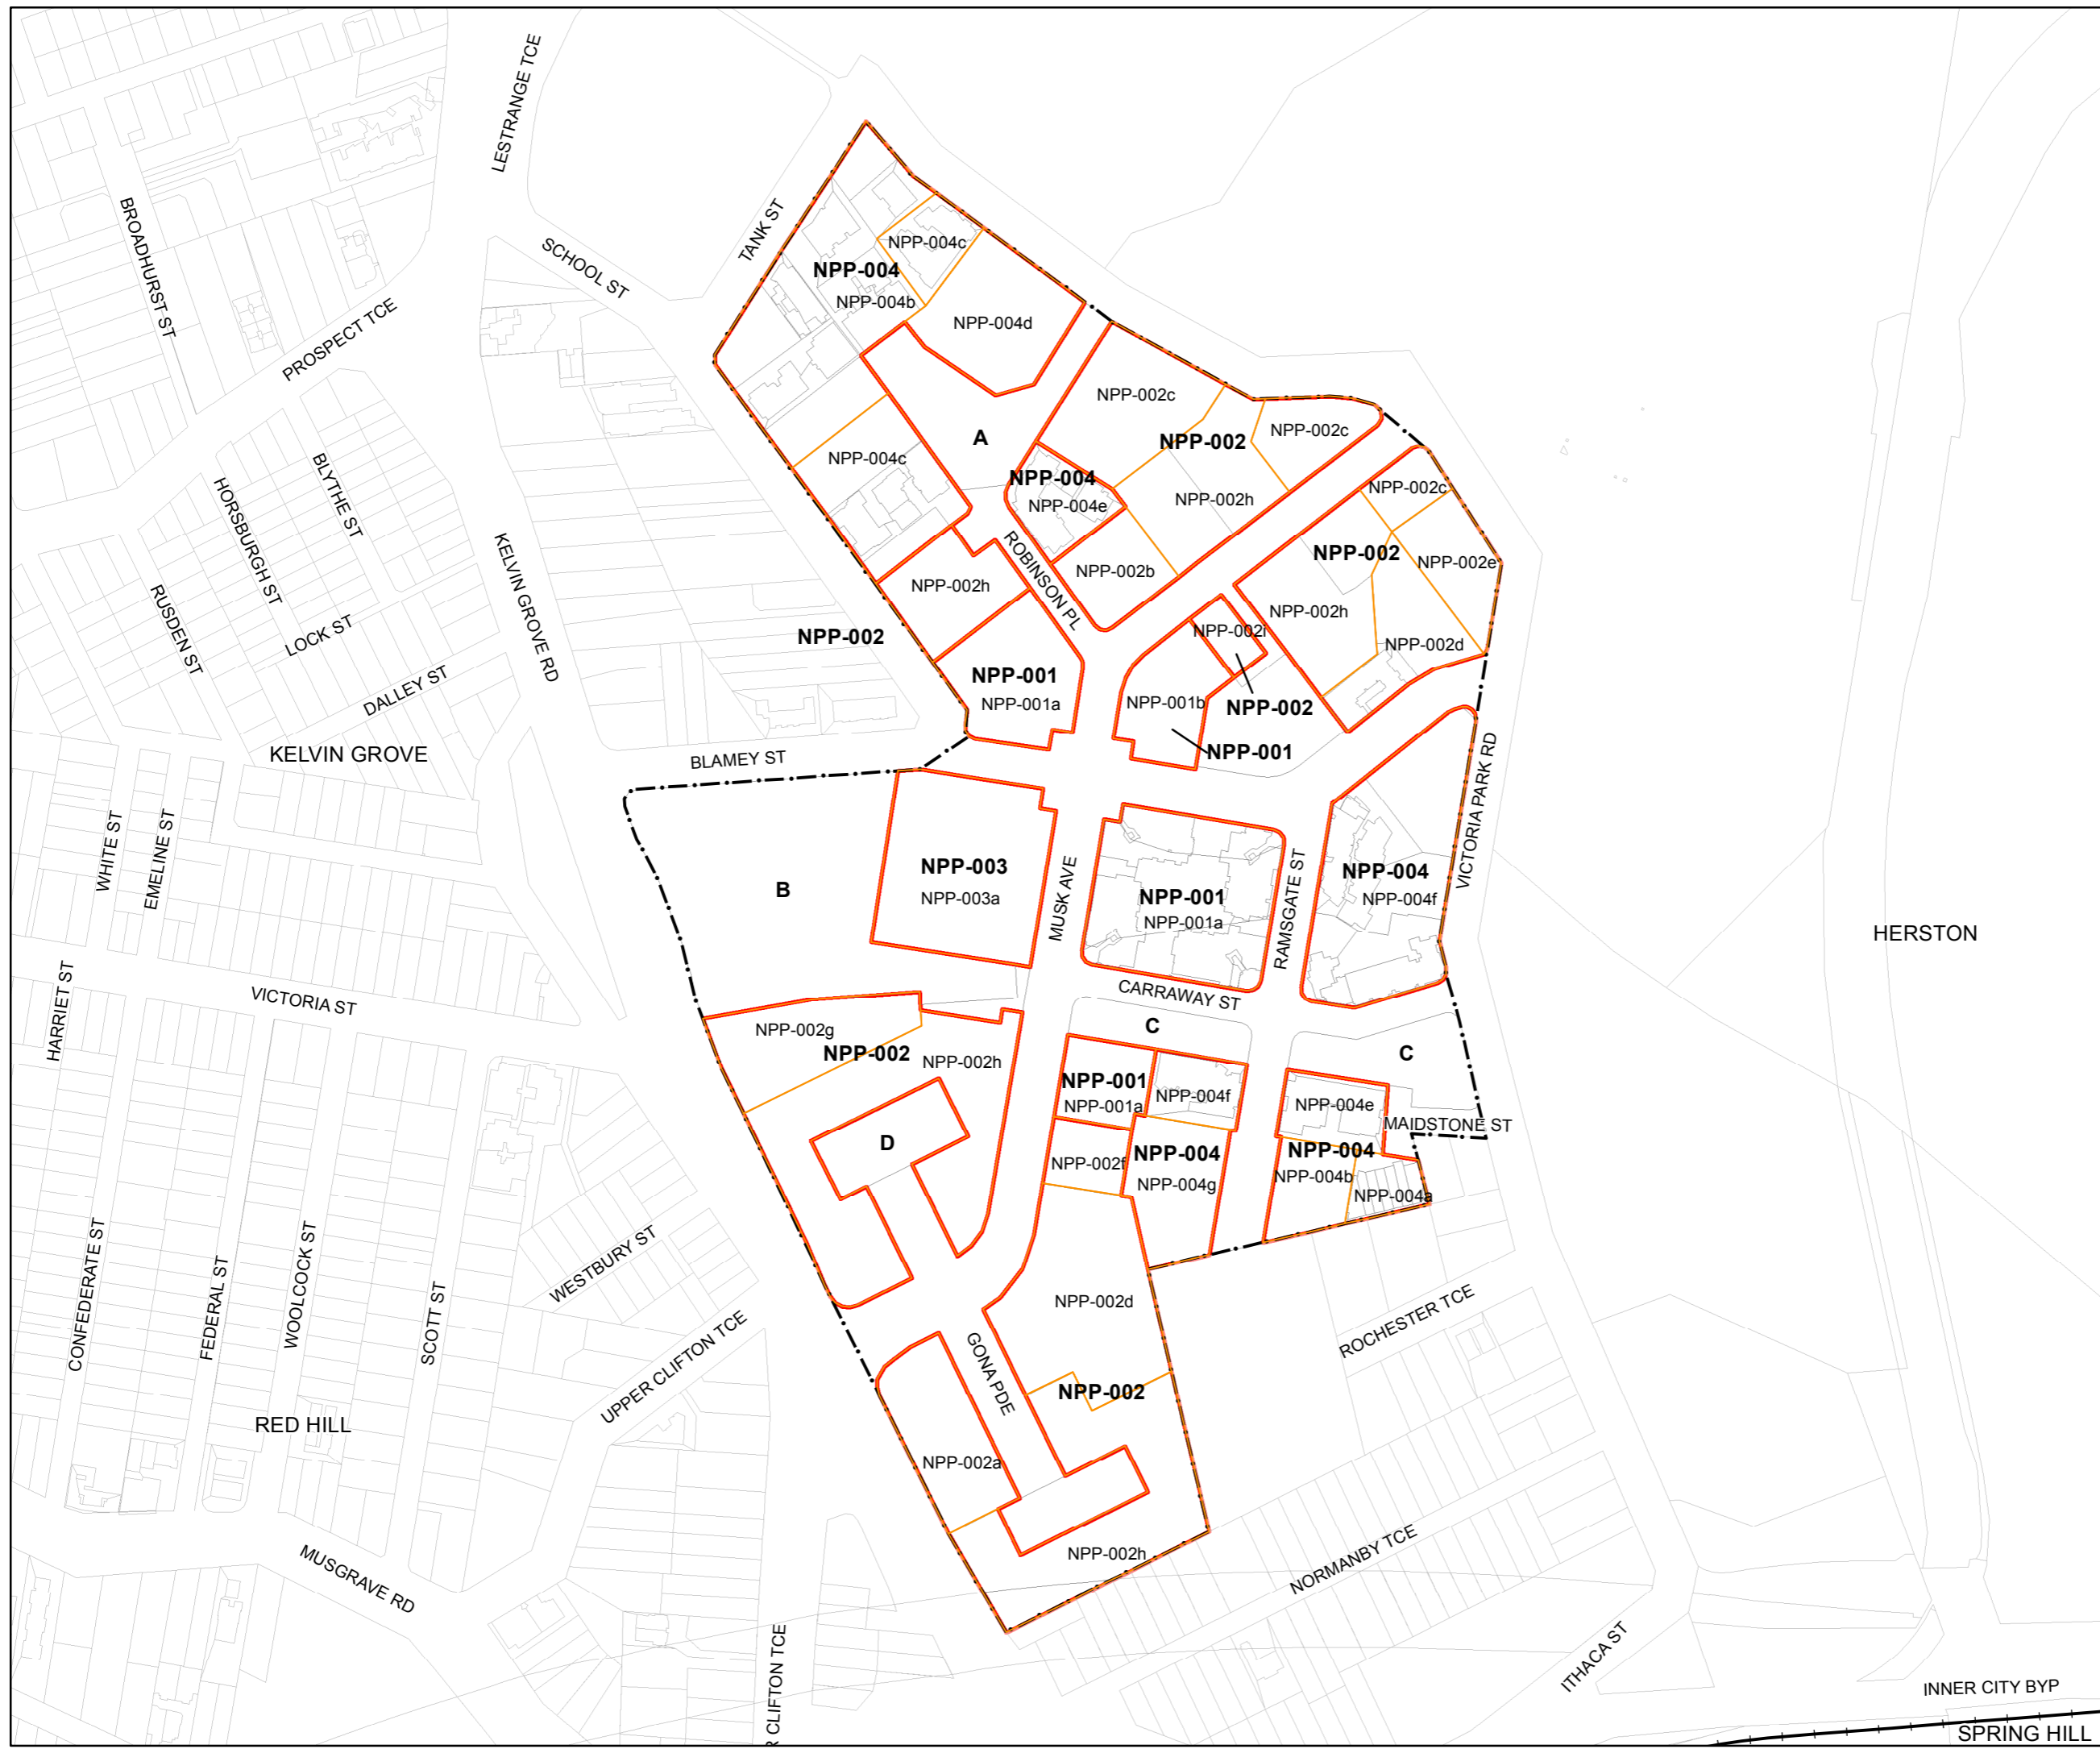 LESTRANGE TCE
BROADHURST ST
TANK ST
SCHOOL ST
PROSPECT TCE
NPP-004c
NPP-004
NPP-004b
NPP-004d
NPP-002c
A
NPP-002
NPP-002c
NPP-004c
NPP-004
NPP-004e
NPP-002h
NPP-002c
BLYTHE ST
HORSBURGH ST
KELVIN GROVE RD
ROBINSON PL
NPP-002
NPP-002e
NPP-002b
NPP-002h
RUSDEN ST
LOCK ST
NPP-002
NPP-002i
NPP-002h
NPP-002d
DALLEY ST
NPP-001
NPP-001a
NPP-001b
NPP-002
NPP-001
KELVIN GROVE
BLAMEY ST
VICTORIA PARK RD
WHITE ST
EMELINE ST
B
NPP-003
NPP-003a
MUSK AVE
NPP-001
NPP-001a
RAMSGATE ST
NPP-004
NPP-004f
HERSTON
HARRIET ST
VICTORIA ST
CARRAWAY ST
NPP-002g
NPP-002
NPP-002h
C
C
NPP-001
NPP-001a
NPP-004f
NPP-004e
MAIDSTONE ST
D
NPP-002f
NPP-004
NPP-004g
NPP-004
NPP-004b
NPP-004a
CONFEDERATE ST
FEDERAL ST
WOOLCOCK ST
SCOTT ST
WESTBURY ST
UPPER CLIFTON TCE
NPP-002d
ROCHESTER TCE
GONA PDE
NPP-002
RED HILL
NPP-002a
NPP-002h
MUSGRAVE RD
NORMANBY TCE
R CLIFTON TCE
ITHACA ST
INNER CITY BYP
SPRING HILL